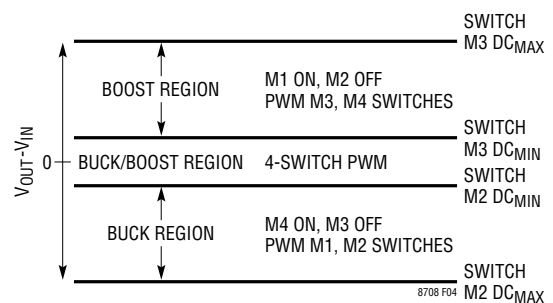 SWITCH
M3 DCMAX
BOOST REGION
M1 ON, M2 OFF
PWM M3, M4 SWITCHES
SWITCH
M3 DCMIN
VOUT-VIN
0
BUCK/BOOST REGION
4-SWITCH PWM
SWITCH
M2 DCMIN
BUCK REGION
M4 ON, M3 OFF
PWM M1, M2 SWITCHES
8708 F04
SWITCH
M2 DCMAX